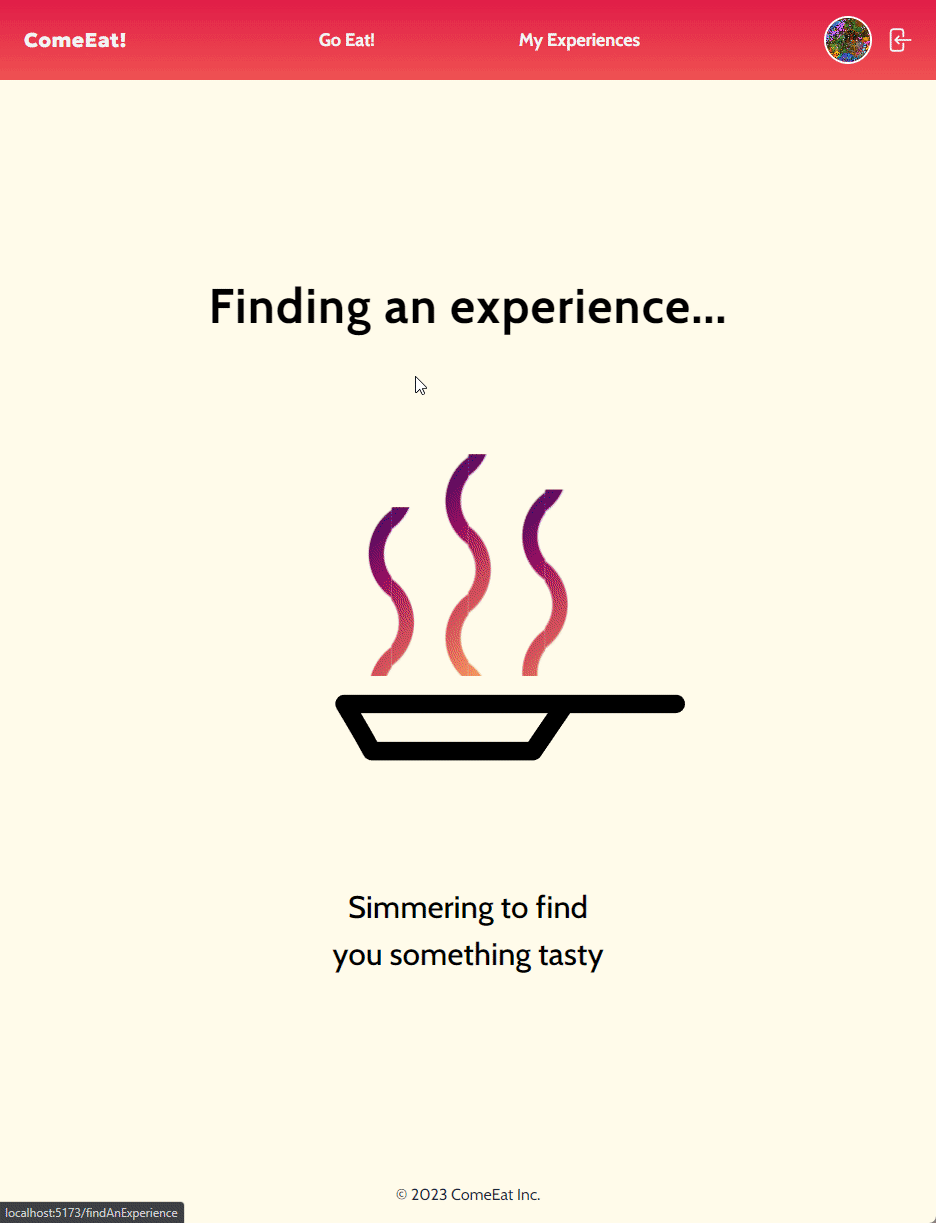 ComeEat!
Go Eat!
My Experiences
Finding an experience...
Simmering to find
you something tasty
© 2023 ComeEat Inc.
localhost:5173/findAnExperience